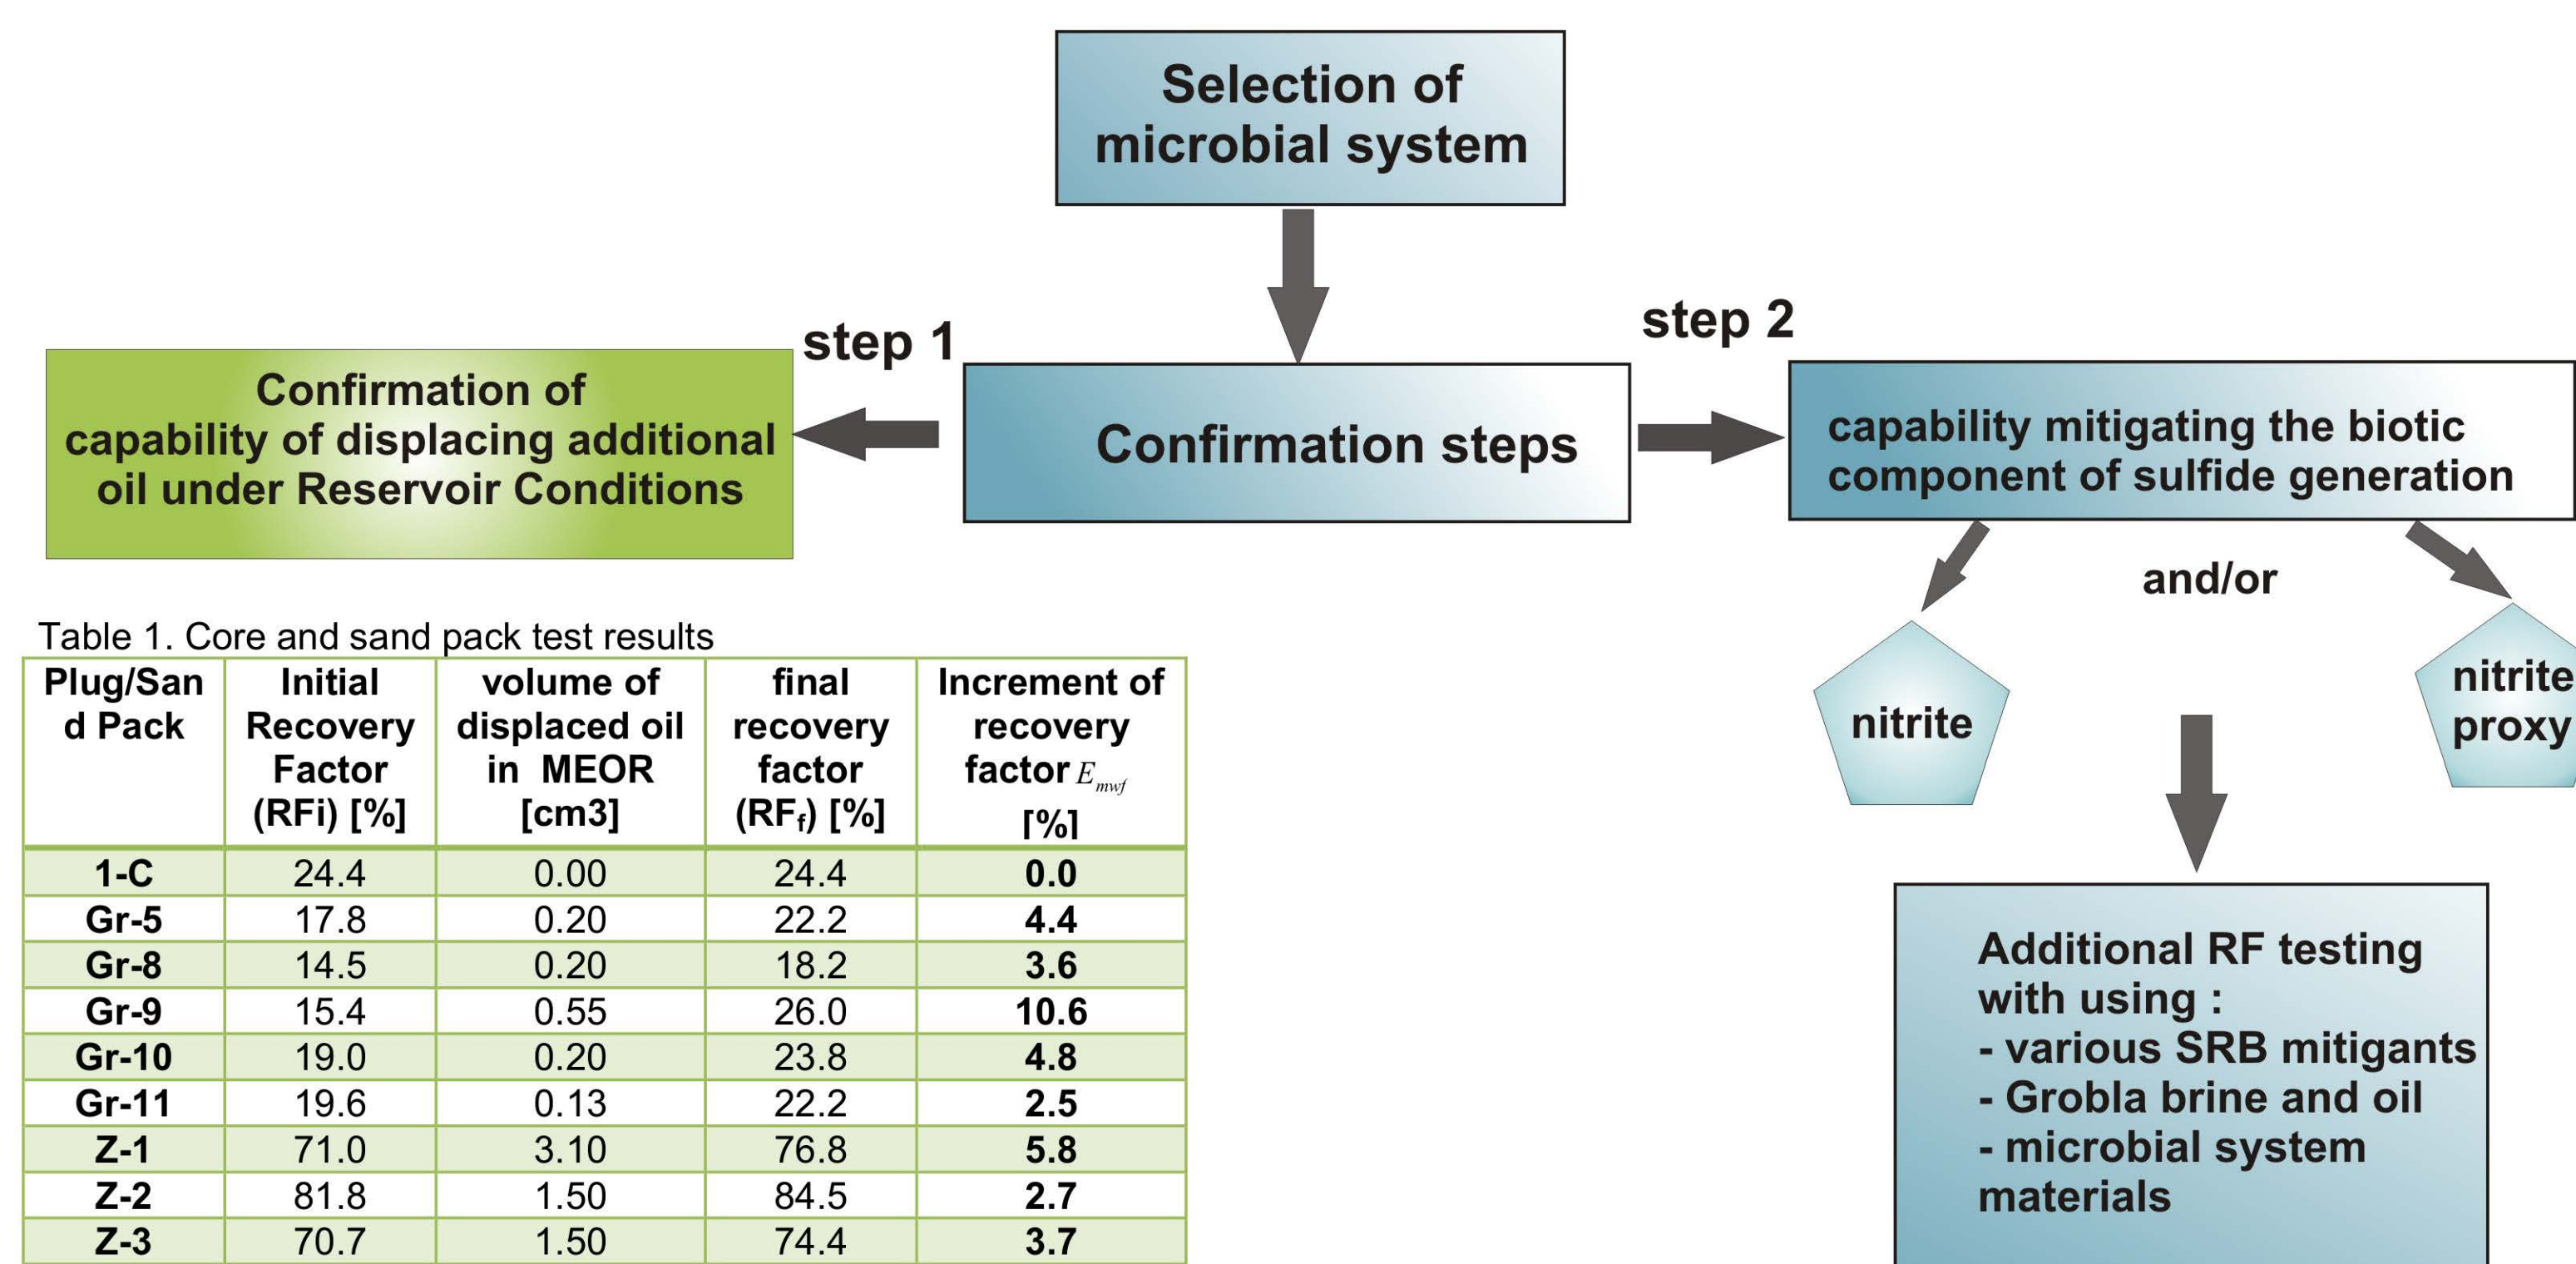 Selection of
microbial system
step 1
step 2
Confirmation of
capability of displacing additional
oil under Reservoir Conditions
Confirmation steps
capability mitigating the biotic
component of sulfide generation
and/or
nitrite
nitrite
proxy
Additional RF testing
with using :
- various SRB mitigants
- Grobla brine and oil
- microbial system
materials
Table 1. Core and sand pack test results
Plug/San
d Pack
Initial
Recovery
Factor
(RFi) [%]
volume of
displaced oil
in MEOR
[cm3]
final
recovery
factor
(RFf) [%]
Increment of
recovery
factor Emwf
[%]
1-C 24.4 0.00 24.4 0.0
Gr-5 17.8 0.20 22.2 4.4
Gr-8 14.5 0.20 18.2 3.6
Gr-9 15.4 0.55 26.0 10.6
Gr-10 19.0 0.20 23.8 4.8
Gr-11 19.6 0.13 22.2 2.5
Z-1 71.0 3.10 76.8 5.8
Z-2 81.8 1.50 84.5 2.7
Z-3 70.7 1.50 74.4 3.7